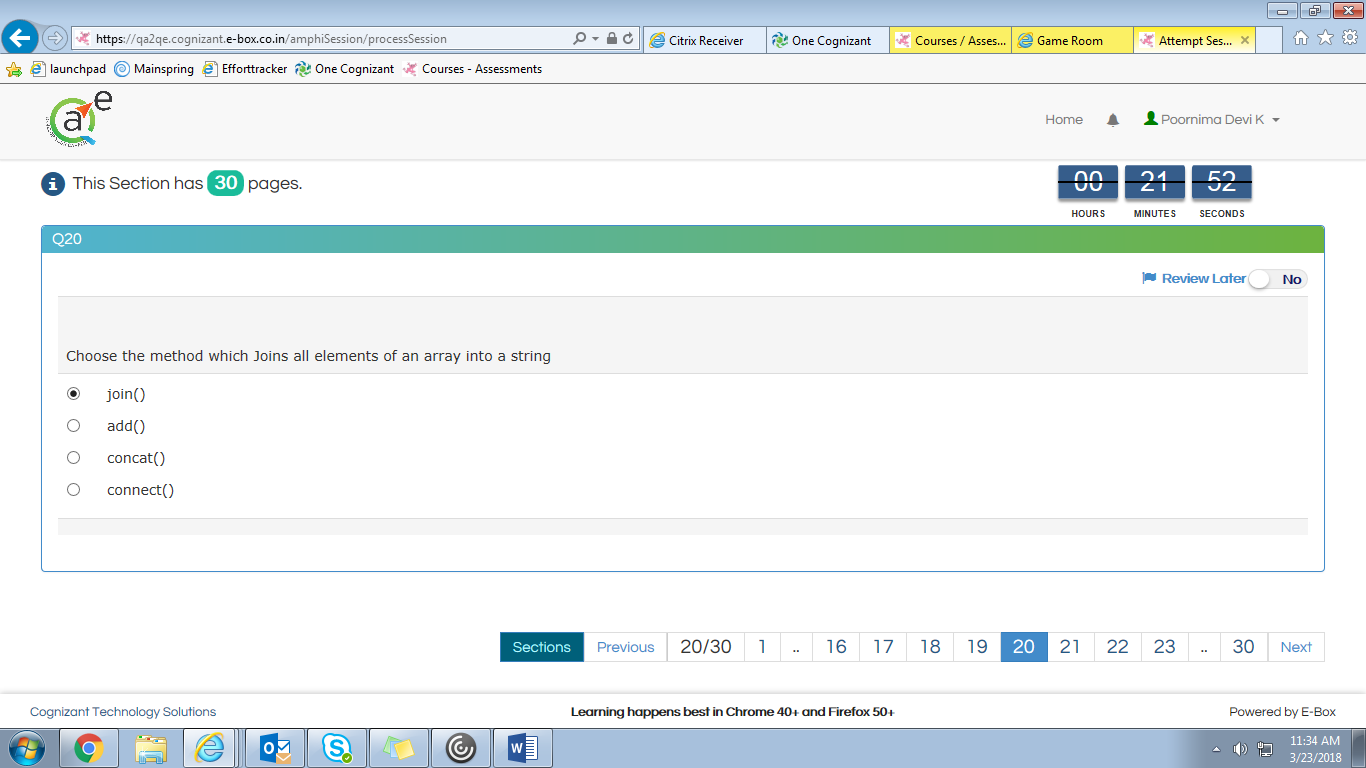 https://qa2qe.cognizant.e-box.co.in/amphiSession/processSession
Citrix Receiver
One Cognizant
Courses / Asses...
Game Room
Attempt Ses...
launchpad
Mainspring
Efforttracker
One Cognizant
Courses - Assessments
a e
Home
Poornima Devi K
This Section has 30 pages.
00 21 52
HOURS MINUTES SECONDS
Q20
Review Later No
Choose the method which Joins all elements of an array into a string
join()
add()
concat()
connect()
Sections Previous 20/30 1 .. 16 17 18 19 20 21 22 23 .. 30 Next
Cognizant Technology Solutions
Learning happens best in Chrome 40+ and Firefox 50+
Powered by E-Box
11:34 AM
3/23/2018